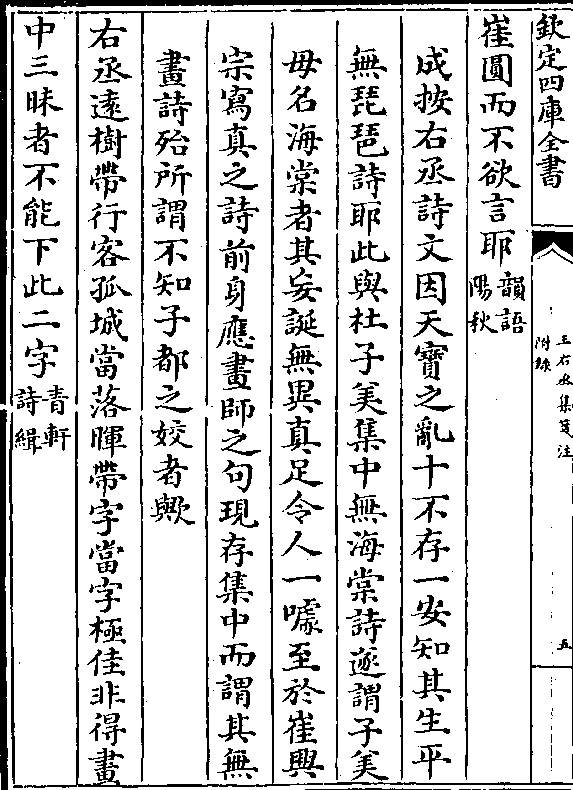 欽定四庫全書
王右丞集箋注
附錄
五
崔圓而不欲言耶韻語陽秋
成按右丞詩文因天寶之亂十不存一安知其生平
無琵琶詩耶此與杜子美集中無海棠詩遂謂子美
母名海棠者其妄誕無異真足令人一噱至於崔興
宗寫真之詩前身應畫師之句現存集中而謂其無
畫詩殆所謂不知子都之姣者歟
右丞遠樹帶行客孤城當落暉帶字當字極佳非得畫
中三昧者不能下此二字青軒詩緝